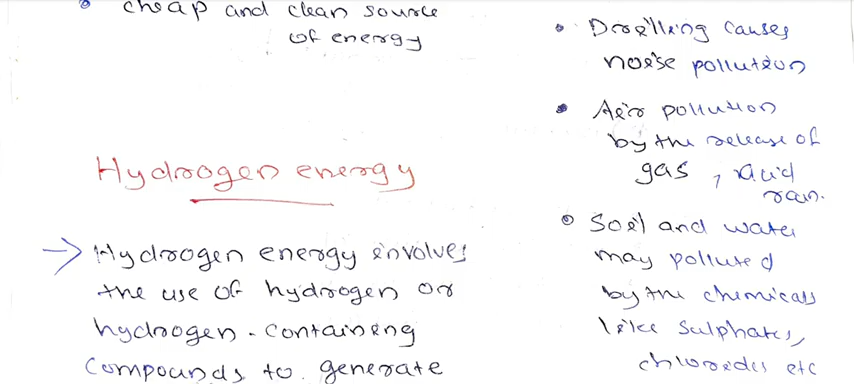 cheap and clean source
of energy
Hydrogen energy
→ Hydrogen energy involves
the use of hydrogen or
hydrogen-containing
compounds to generate
• Drilling causes
noise pollution
• Air pollution
by the release of
gas, acid
rain.
• Soil and water
may polluted
by the chemicals
like sulphates,
chlorides etc